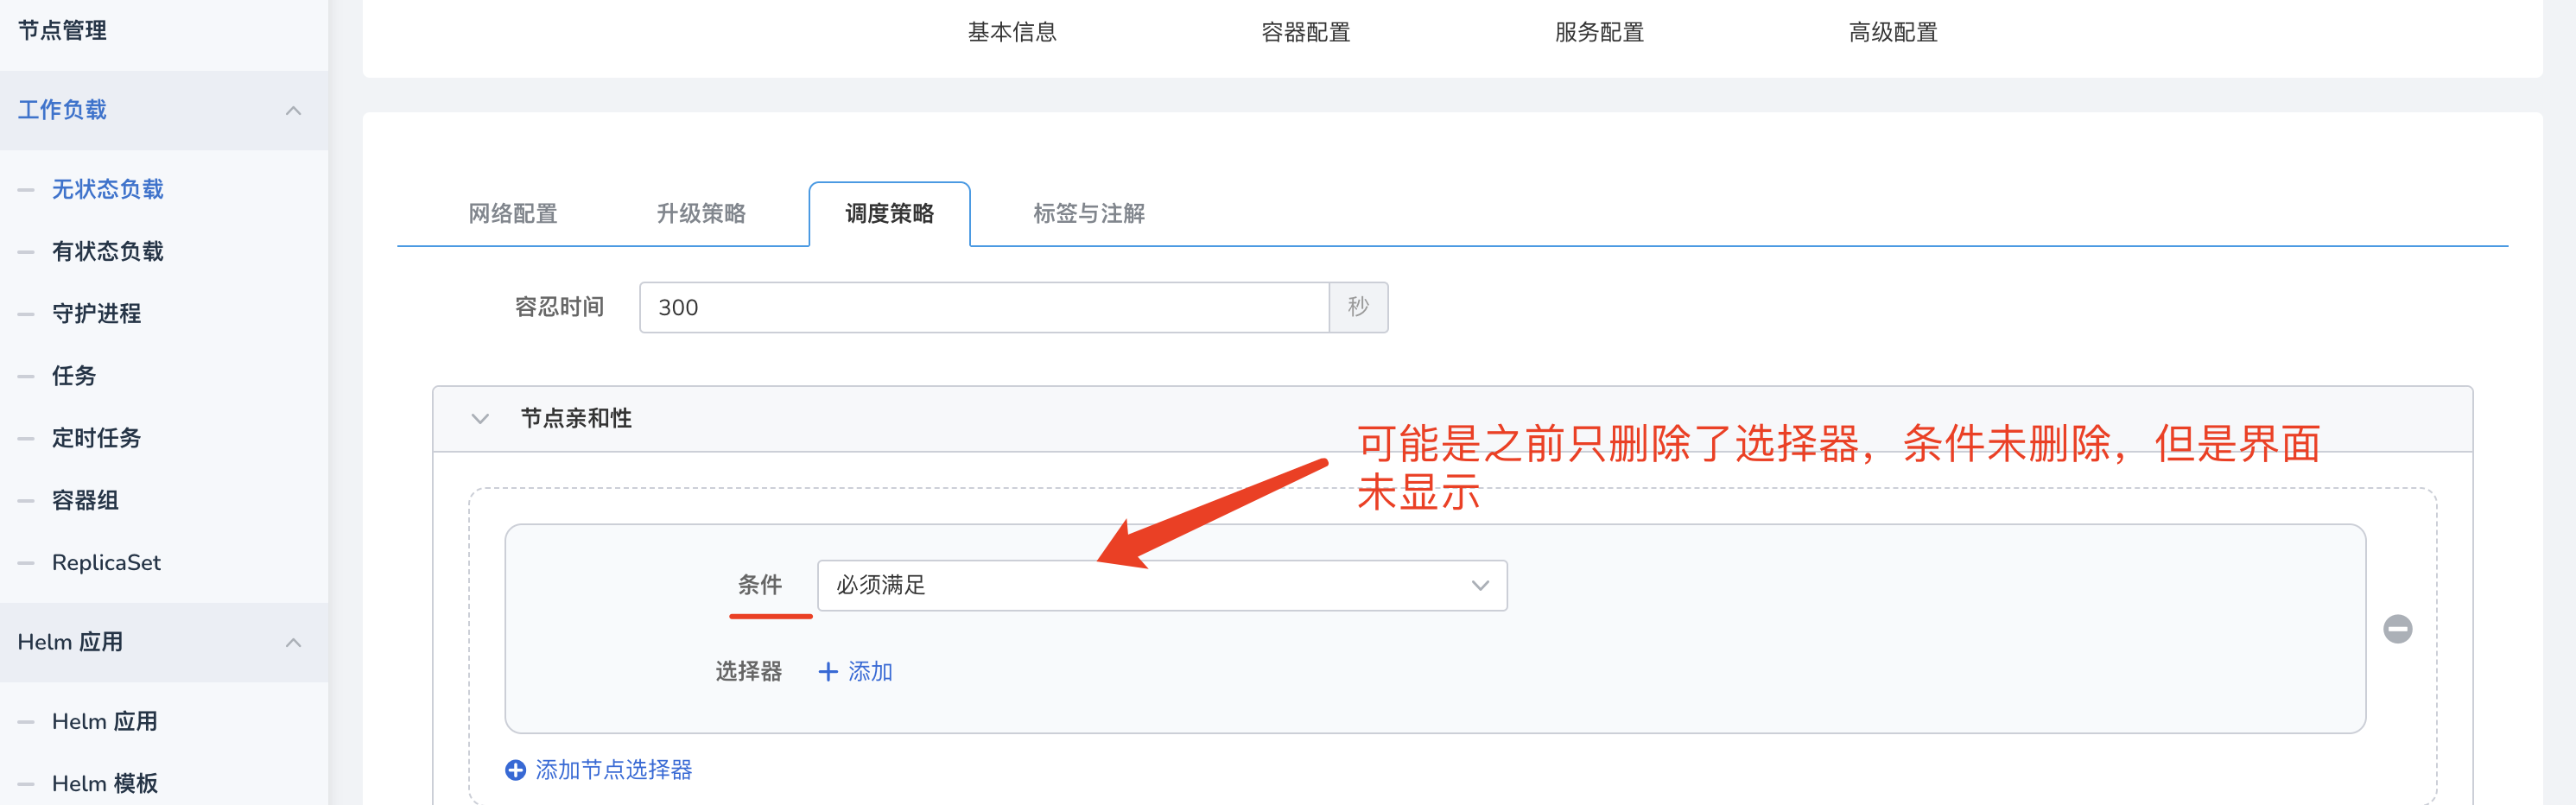 节点管理
工作负载
无状态负载
有状态负载
守护进程
任务
定时任务
容器组
ReplicaSet
Helm 应用
Helm 应用
Helm 模板
基本信息
容器配置
服务配置
高级配置
网络配置
升级策略
调度策略
标签与注解
容忍时间
300
秒
节点亲和性
可能是之前只删除了选择器，条件未删除，但是界面
未显示
条件
必须满足
选择器
添加
添加节点选择器